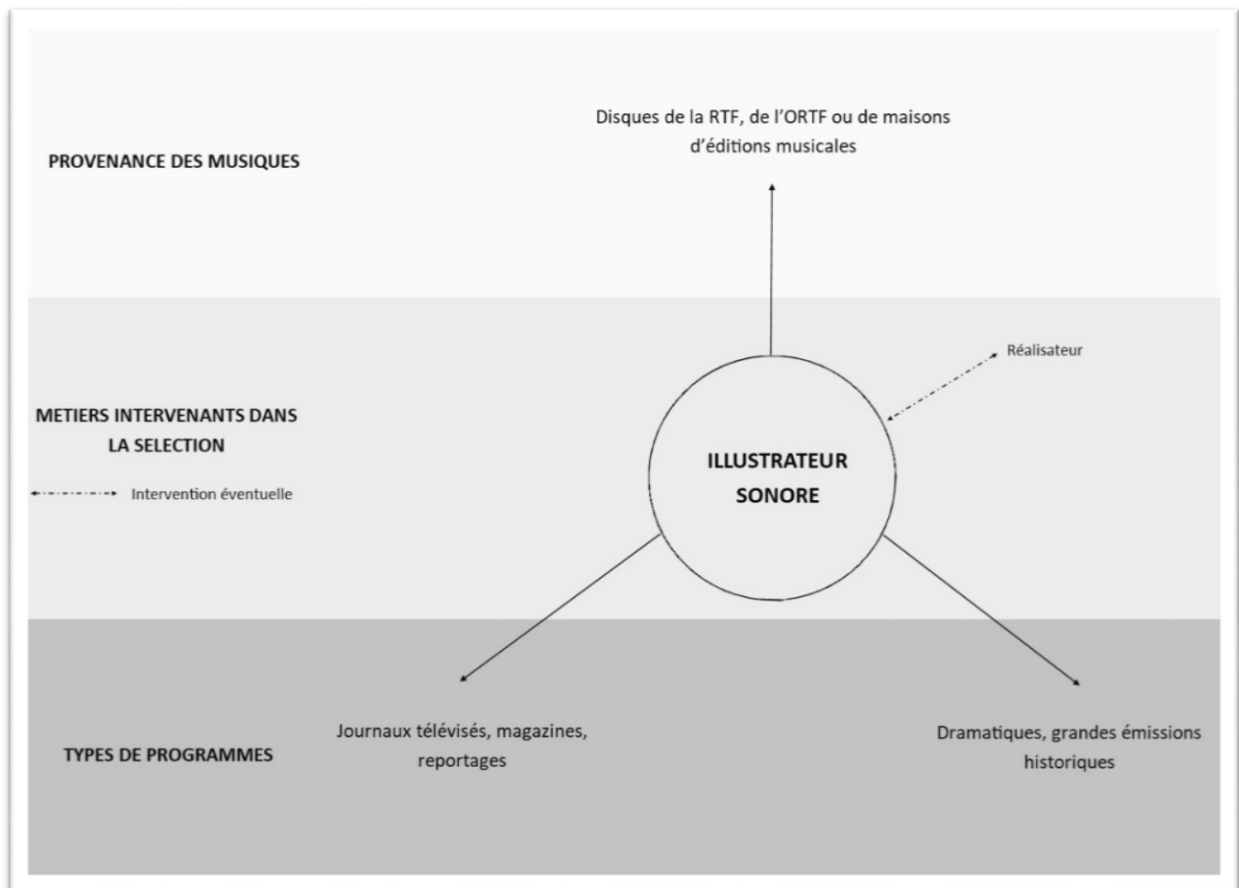 Disques de la RTF, de l’ORTF ou de maisons
d’éditions musicales
PROVENANCE DES MUSIQUES
Réalisateur
METIERS INTERVENANTS DANS
LA SELECTION
Intervention éventuelle
ILLUSTRATEUR
SONORE
Journaux télévisés, magazines,
reportages
Dramatiques, grandes émissions
historiques
TYPES DE PROGRAMMES